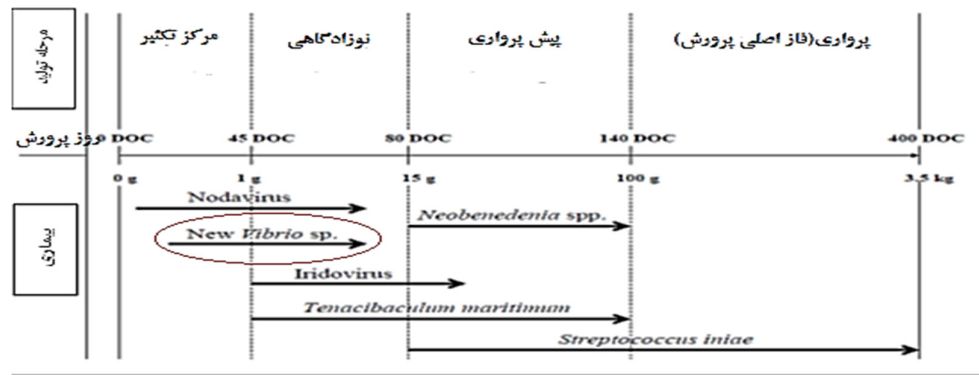 مرحله تولید
مرکز تکثیر
نوزادگاهی
پیش پرواری
پرواری(فاز اصلی پرورش)
روز پرورش
0 DOC
45 DOC
80 DOC
140 DOC
400 DOC
0 g
1 g
15 g
100 g
3.5 kg
بیماری
Nodavirus
Neobenedenia spp.
New Vibrio sp.
Iridovirus
Tenacibaculum maritimum
Streptococcus iniae